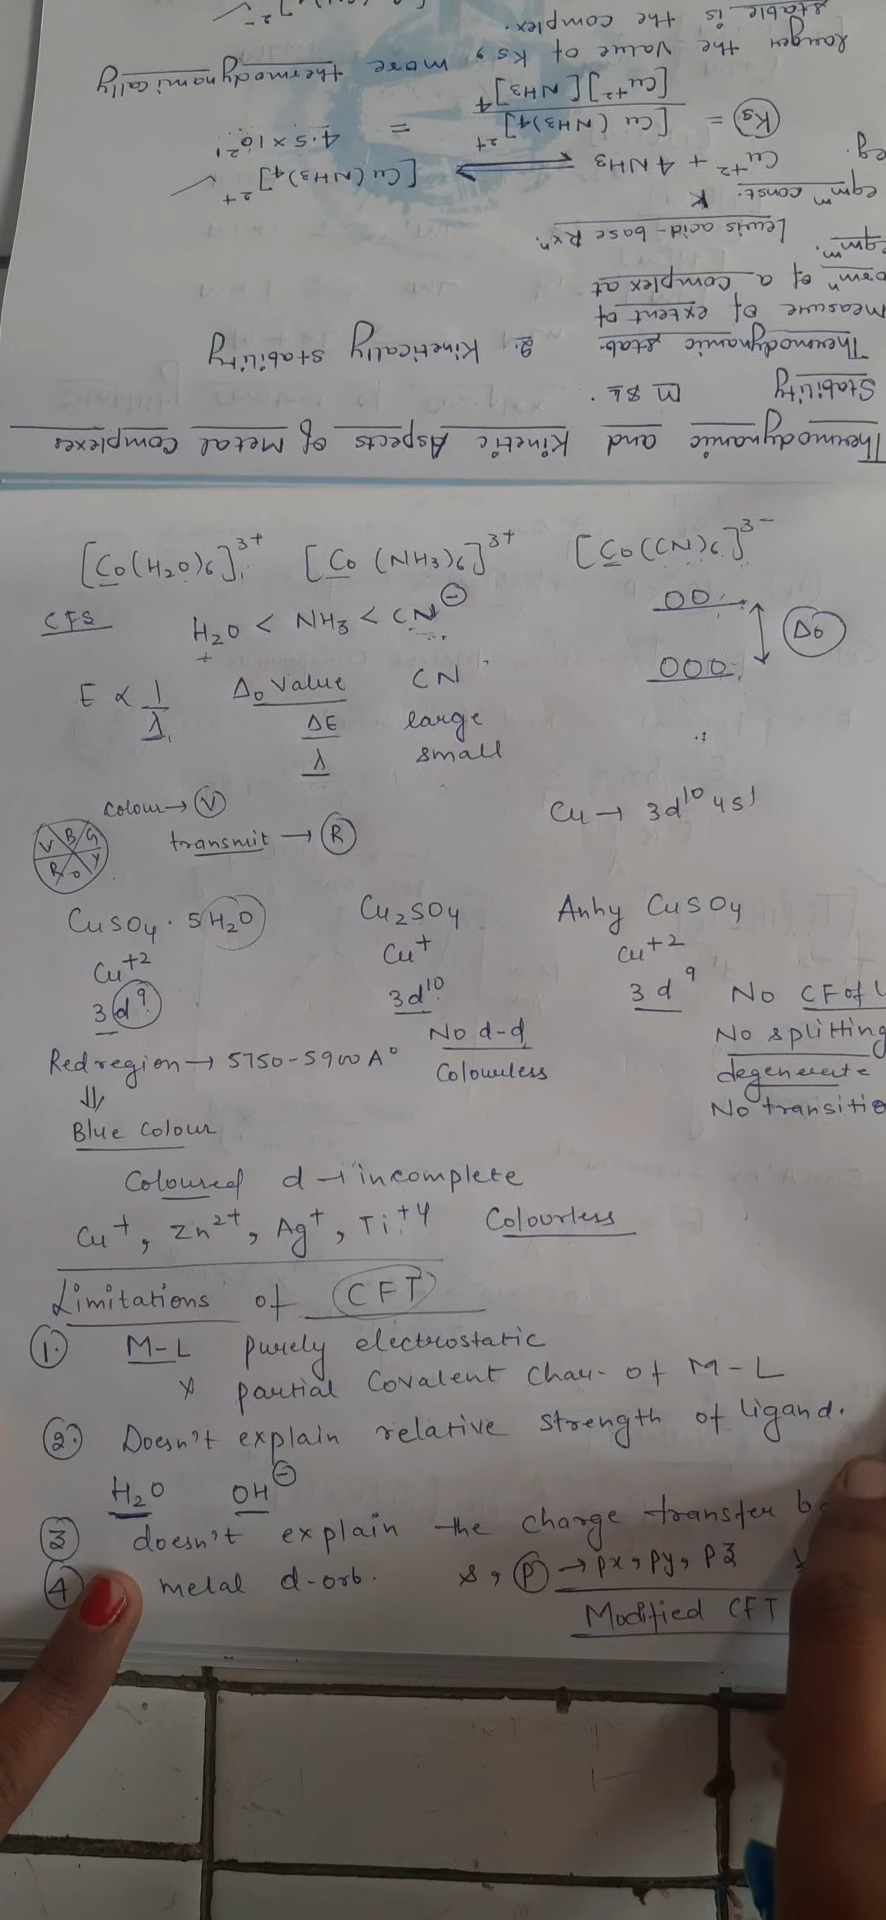 Thermodynamic and Kinetic Aspects of Metal Complexes
Stability M & L.
Thermodynamic stab. 2. Kinetically stability
measure of extent of
of a complex at
eqmᵐ. Lewis acid-base Rxⁿ.
eqmᵐ const. K
eg. Cu⁺² + 4NH3 ⇌ [Cu(NH3)4]²⁺ ✓
Ks = [Cu(NH3)4]²⁺ / [Cu⁺²][NH3]⁴ = 4.5×10²¹
Larger the value of Ks, more thermodynamically
stable is the complex.
[Co(H2O)6]³⁺ [Co(NH3)6]³⁺ [Co(CN)6]³⁻
CFS H2O < NH3 > CN⊖ Δo
E ∝ 1/λ Δo value CN
ΔE large
λ small
colour → V
transmit → R
V B G
R O Y
Cu → 3d¹⁰ 4s¹
CuSO4 · 5H2O Cu2SO4 Anhy CuSO4
Cu⁺² Cu⁺ Cu⁺²
3d⁹ 3d¹⁰ 3d⁹ No CF of
Red region → 5750-5900 A° No d-d No splitting
Colourless degenerate
⇓ No
Blue Colour
Coloured d → incomplete
Cu⁺, Zn²⁺, Ag⁺, Ti⁺⁴ Colourless
Limitations of CFT
1. M-L purely electrostatic
x partial Covalent Char. of M-L
2. Doesn't explain relative strength of ligand.
H2O OH⊖
3 doesn't explain the charge transfer
4 metal d-orb. s, p → px, py, pz
Modified CFT